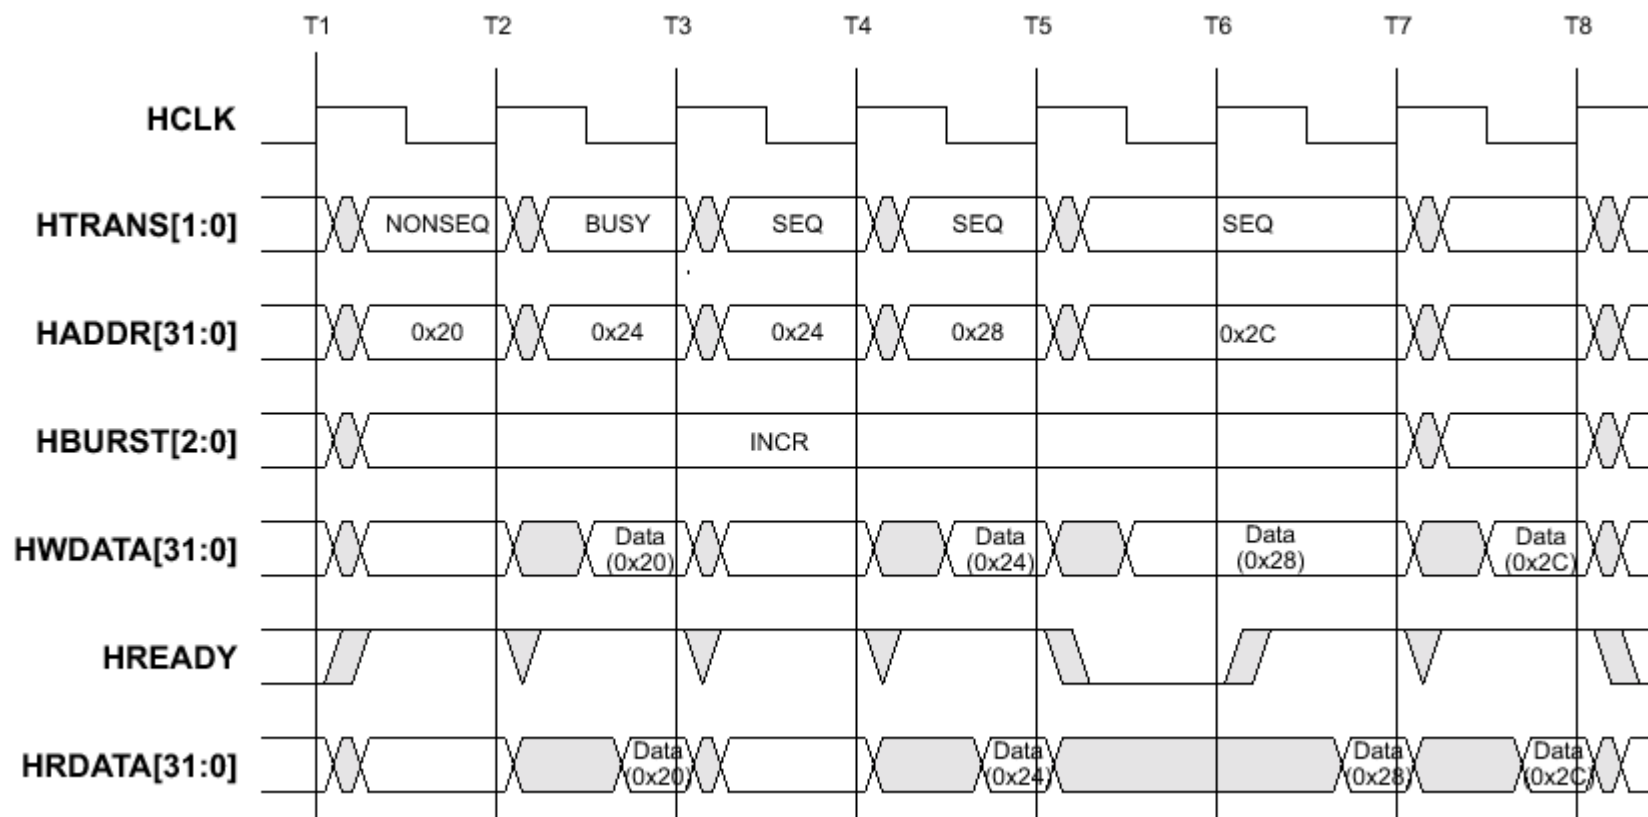 T1 T2 T3 T4 T5 T6 T7 T8
HCLK
HTRANS[1:0] NONSEQ BUSY SEQ SEQ SEQ
HADDR[31:0] 0x20 0x24 0x24 0x28 0x2C
HBURST[2:0] INCR
HWDATA[31:0] Data (0x20) Data (0x24) Data (0x28) Data (0x2C)
HREADY
HRDATA[31:0] Data (0x20) Data (0x24) Data (0x28) Data (0x2C)